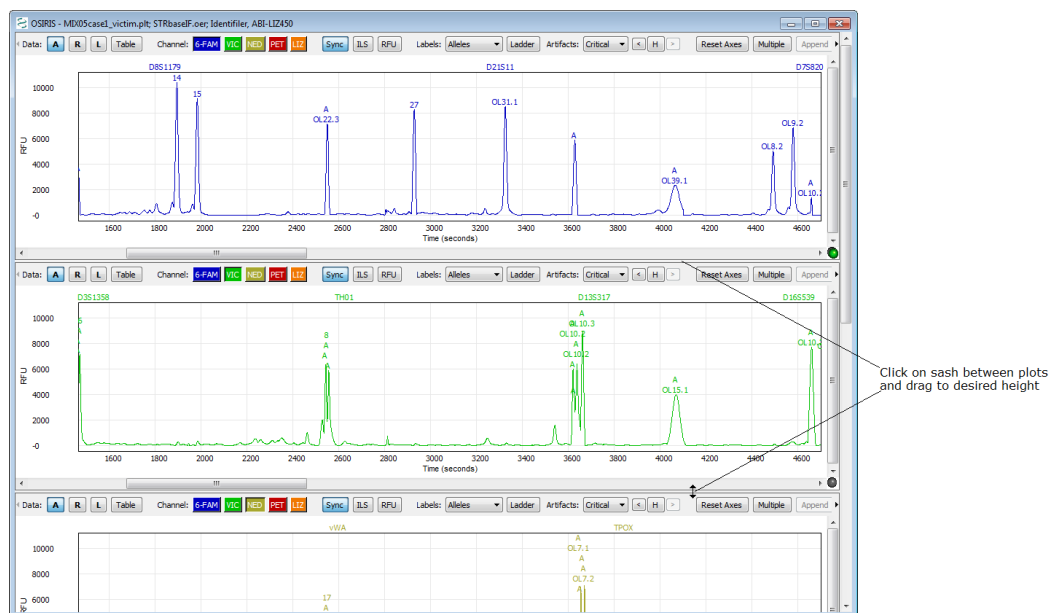 OSIRIS - MIX05case1_victim.plt; STRbaseIF.oer; Identifiler, ABI-LIZ450
Data: A R L Table Channel: 6-FAM VIC NED PET LIZ Sync ILS RFU Labels: Alleles Ladder Artifacts: Critical < H > Reset Axes Multiple Append
D8S1179 D21S11 D7S820
14
15
A
OL22.3
27
OL31.1
A
A
OL39.1
OL8.2
OL9.2
A
RFU
10000
8000
6000
4000
2000
-0
1600 1800 2000 2200 2400 2600 2800 3000 3200 3400 3600 3800 4000 4200 4400 4600
Time (seconds)
Data: A R L Table Channel: 6-FAM VIC NED PET LIZ Sync ILS RFU Labels: Alleles Ladder Artifacts: Critical < H > Reset Axes Multiple Append
D3S1358 TH01 D13S317 D16S539
A
8
A
A
A
OL10.3
A
OL10.2
A
A
OL15.1
A
RFU
10000
8000
6000
4000
2000
-0
1600 1800 2000 2200 2400 2600 2800 3000 3200 3400 3600 3800 4000 4200 4400 4600
Time (seconds)
Click on sash between plots
and drag to desired height
Data: A R L Table Channel: 6-FAM VIC NED PET LIZ Sync ILS RFU Labels: Alleles Ladder Artifacts: Critical < H > Reset Axes Multiple Append
vWA TPOX
A
OL7.1
A
A
OL7.2
A
17
A
RFU
10000
8000
6000